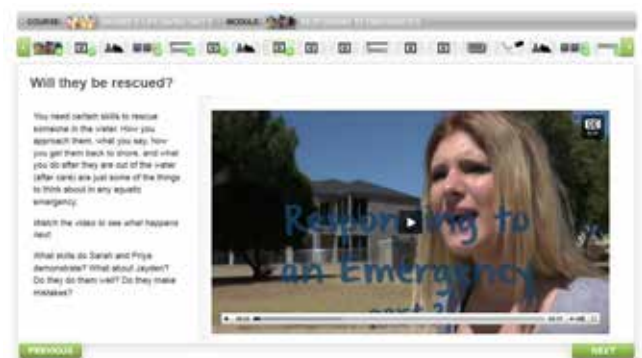 COURSE:
MODULE:
Will they be rescued?
You need certain skills to rescue
someone in the water. How you
approach them, what you say, how
you get them back to shore, and what
you do after they are out of the water
(after care) are just some of the things
to think about in any aquatic
emergency.
Watch the video to see what happens
next.
What skills do Sarah and Priya
demonstrate? What about Jayden?
Do they do them well? Do they make
mistakes?
Responding to
an Emergency
part 2
PREVIOUS
NEXT